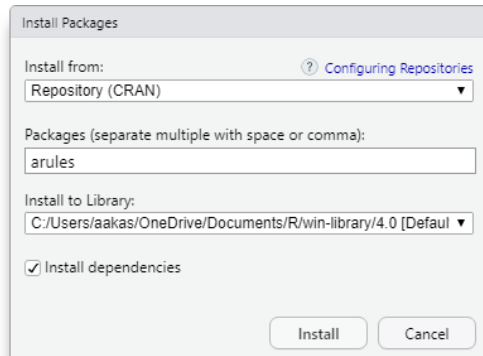 Install Packages
Install from:
? Configuring Repositories
Repository (CRAN)
Packages (separate multiple with space or comma):
arules
Install to Library:
C:/Users/aakas/OneDrive/Documents/R/win-library/4.0 [Defaul
Install dependencies
Install Cancel